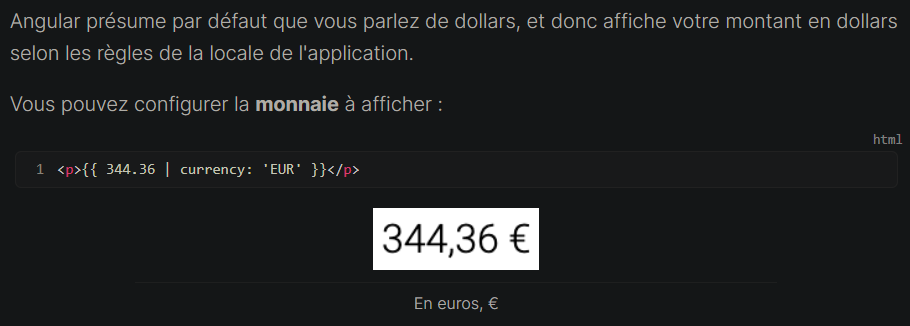 Angular présume par défaut que vous parlez de dollars, et donc affiche votre montant en dollars
selon les règles de la locale de l'application.
Vous pouvez configurer la monnaie à afficher :
html
1 <p>{{ 344.36 | currency: 'EUR' }}</p>
344,36 €
En euros, €